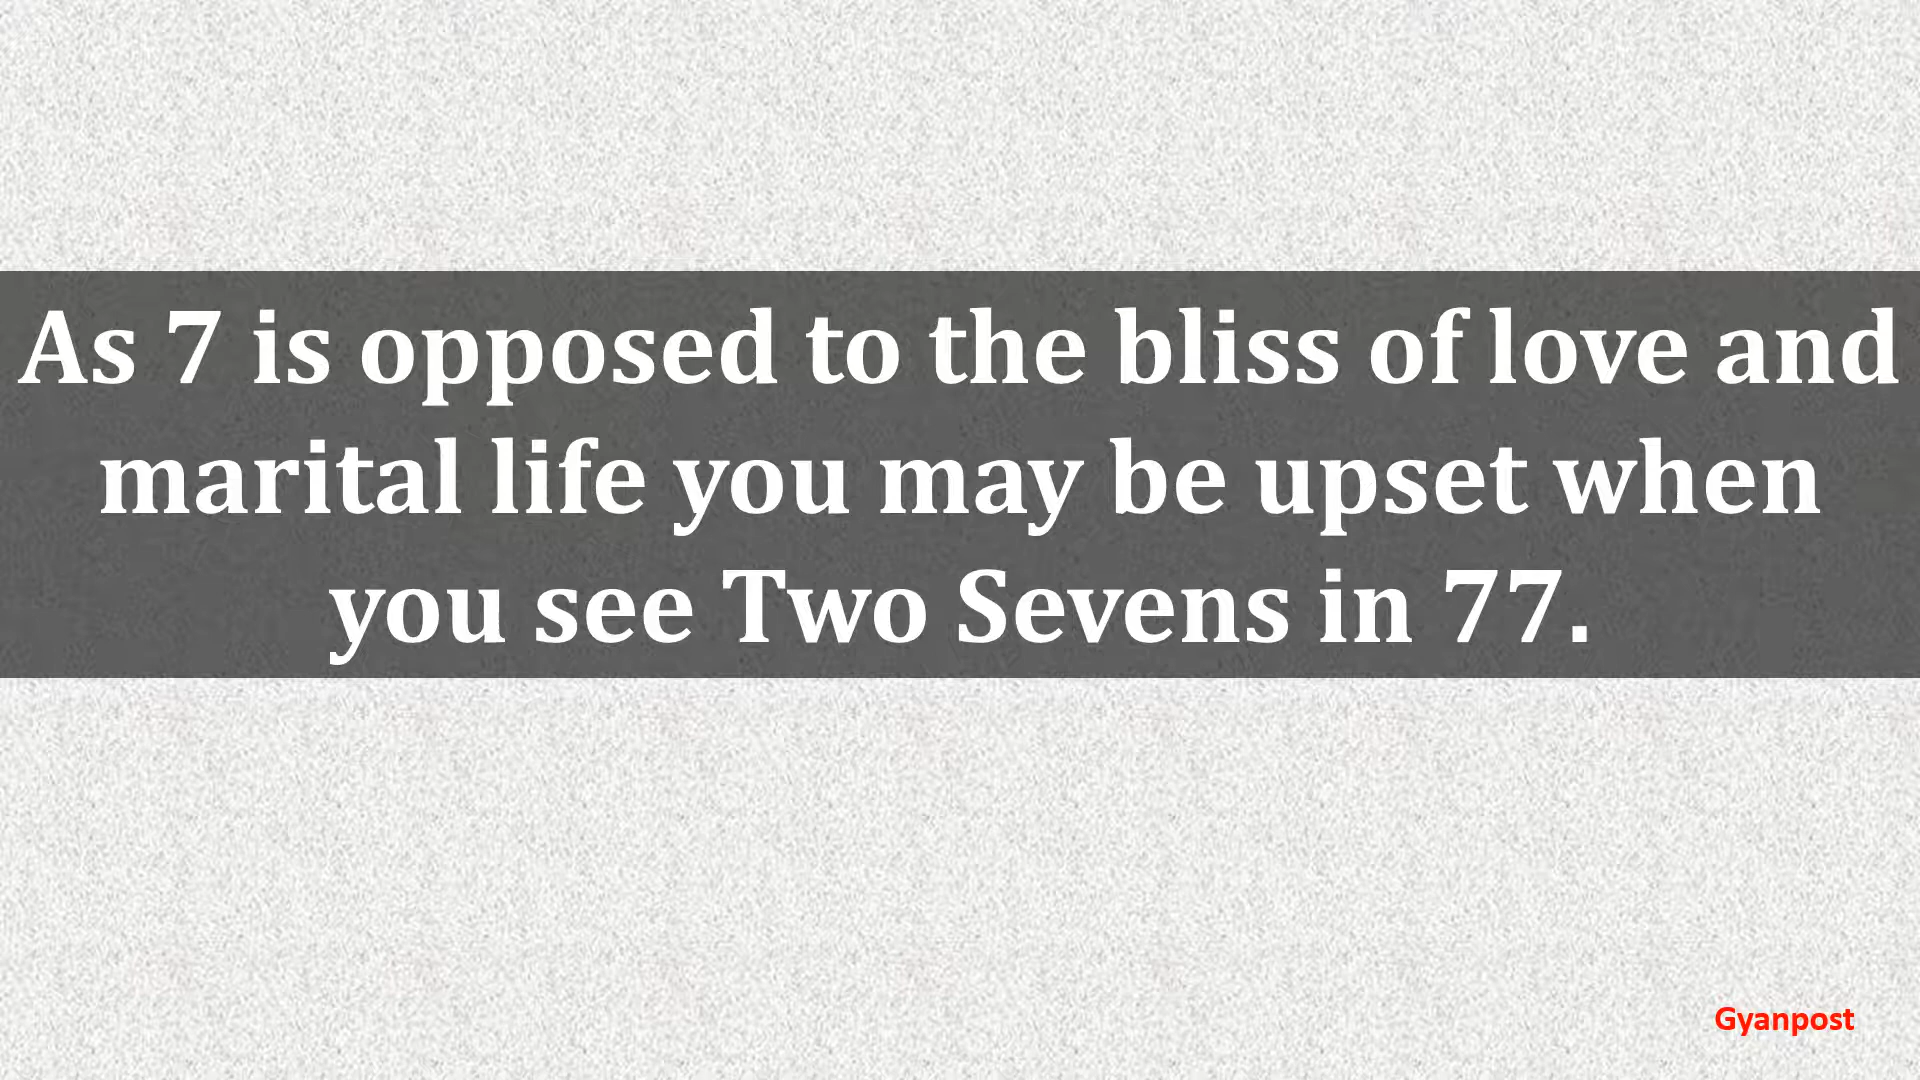 As 7 is opposed to the bliss of love and
marital life you may be upset when
you see Two Sevens in 77.
Gyanpost